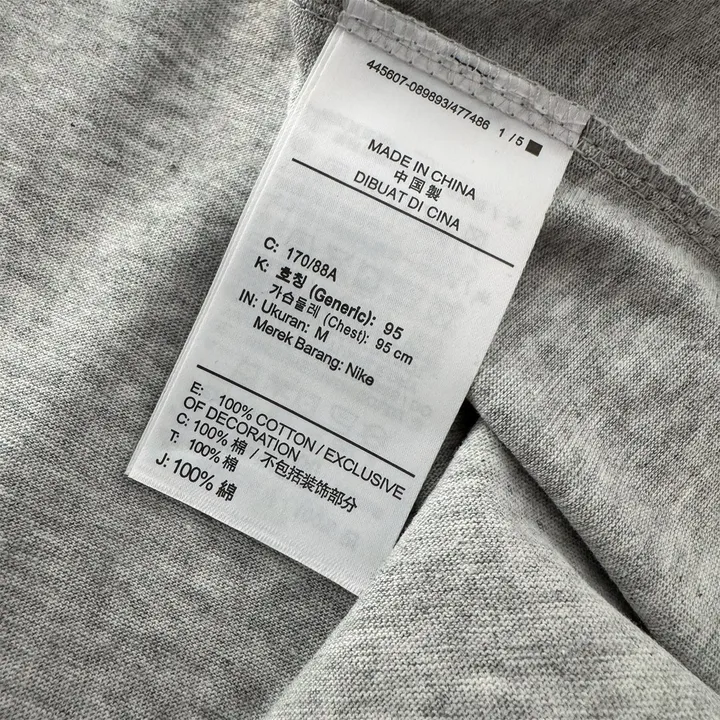 445607-089893/477486 1/5
MADE IN CHINA
中国製
DIBUAT DI CINA
C: 170/88A
K: 호칭 (Generic): 95
가슴둘레 (Chest): 95 cm
IN: Ukuran: M
Merek Barang: Nike
E: 100% COTTON / EXCLUSIVE
OF DECORATION
C: 100% 棉 / 不包括装饰部分
T: 100% 棉
J: 100% 綿